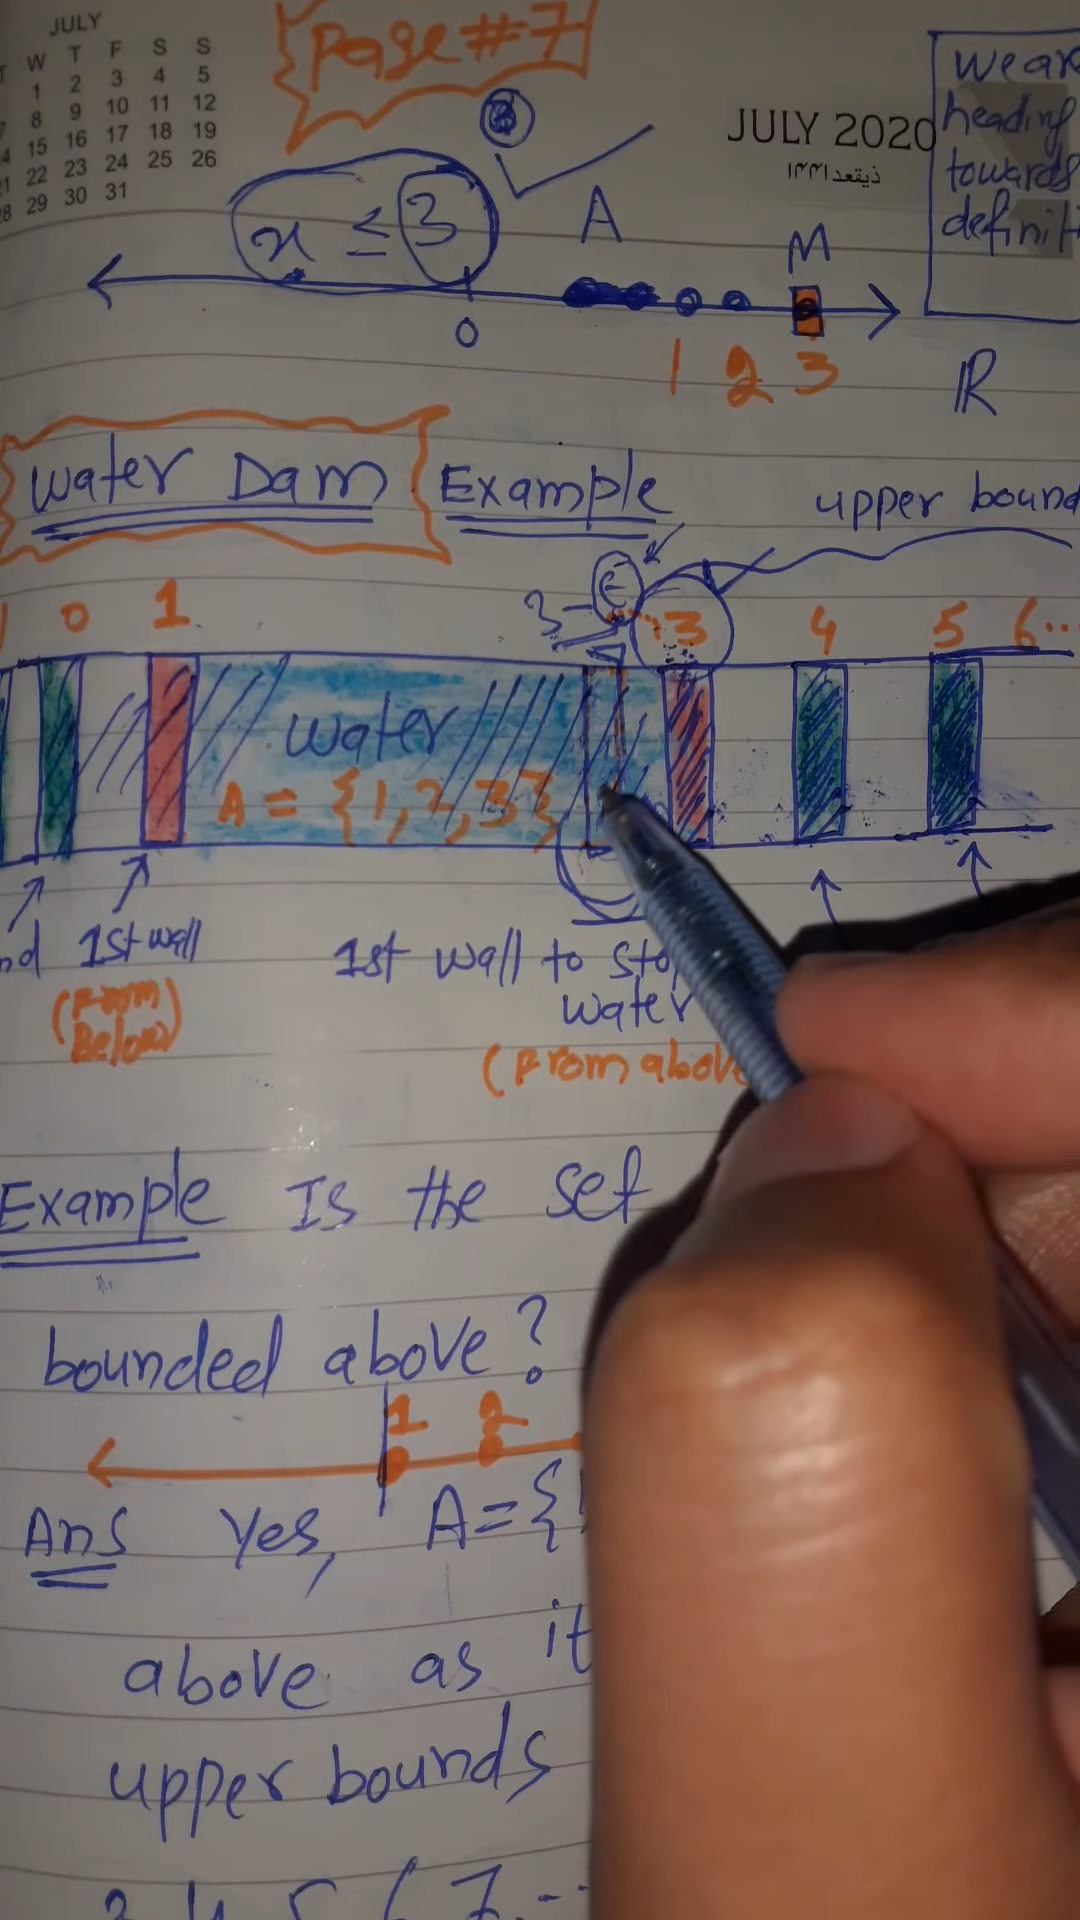 JULY
W T F S S
1 2 3 4 5
8 9 10 11 12
15 16 17 18 19
22 23 24 25 26
28 29 30 31
Page #7
JULY 2020
ذيقعد ١٤٤١
heading
towards
x ≤ 3
A
M
0
1 2 3
R
Water Dam Example
upper bound
3-ε
0 1 3 4 5 6..
water
A = {1,2,3}
1st wall
(From
Below)
1st wall to
water
(From above
Example Is the set
bounded above?
1 2
Ans Yes, A={
above as it
upper bounds